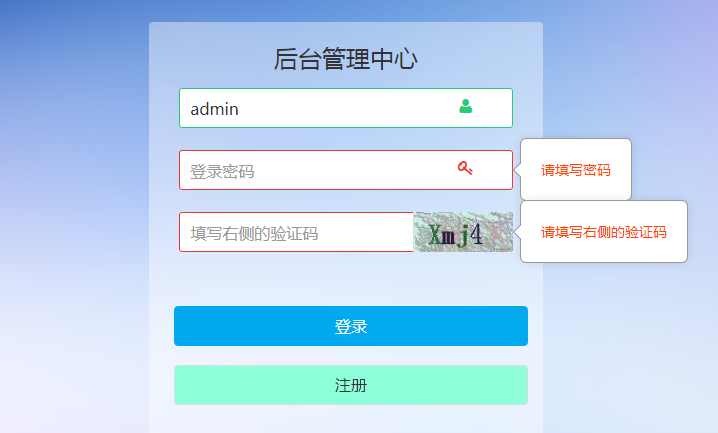 后台管理中心
admin
登录密码
请填写密码
填写右侧的验证码
Xmj4
请填写右侧的验证码
登录
注册